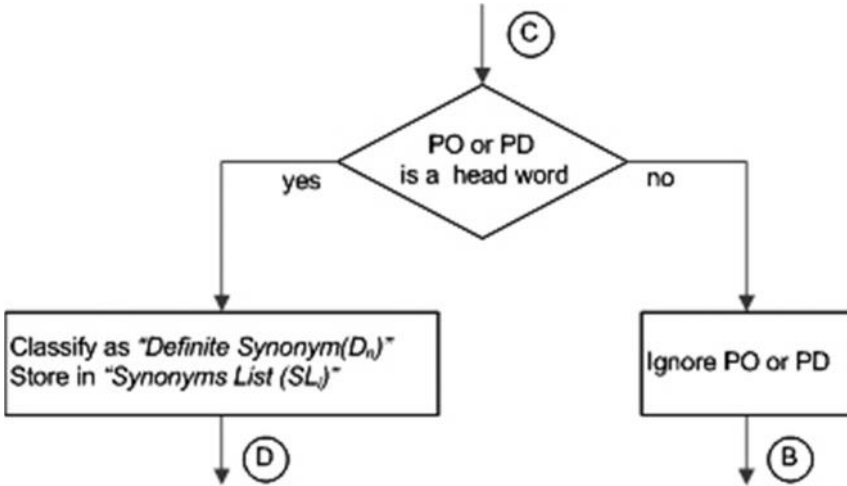 C
PO or PD
is a head word
yes
no
Classify as "Definite Synonym(Dₙ)"
Store in "Synonyms List (SLᵢ)"
Ignore PO or PD
D
B